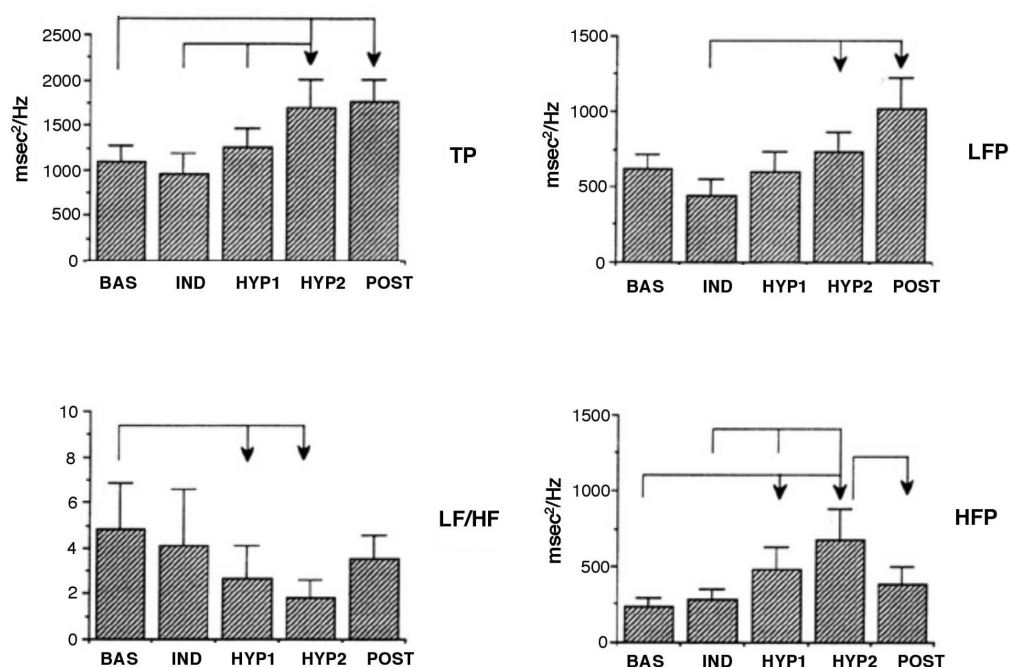 2500
2000
1500
1000
500
0
msec²/Hz
TP
BAS IND HYP1 HYP2 POST
1500
1000
500
0
msec²/Hz
LFP
BAS IND HYP1 HYP2 POST
10
8
6
4
2
0
LF/HF
BAS IND HYP1 HYP2 POST
1500
1000
500
0
msec²/Hz
HFP
BAS IND HYP1 HYP2 POST